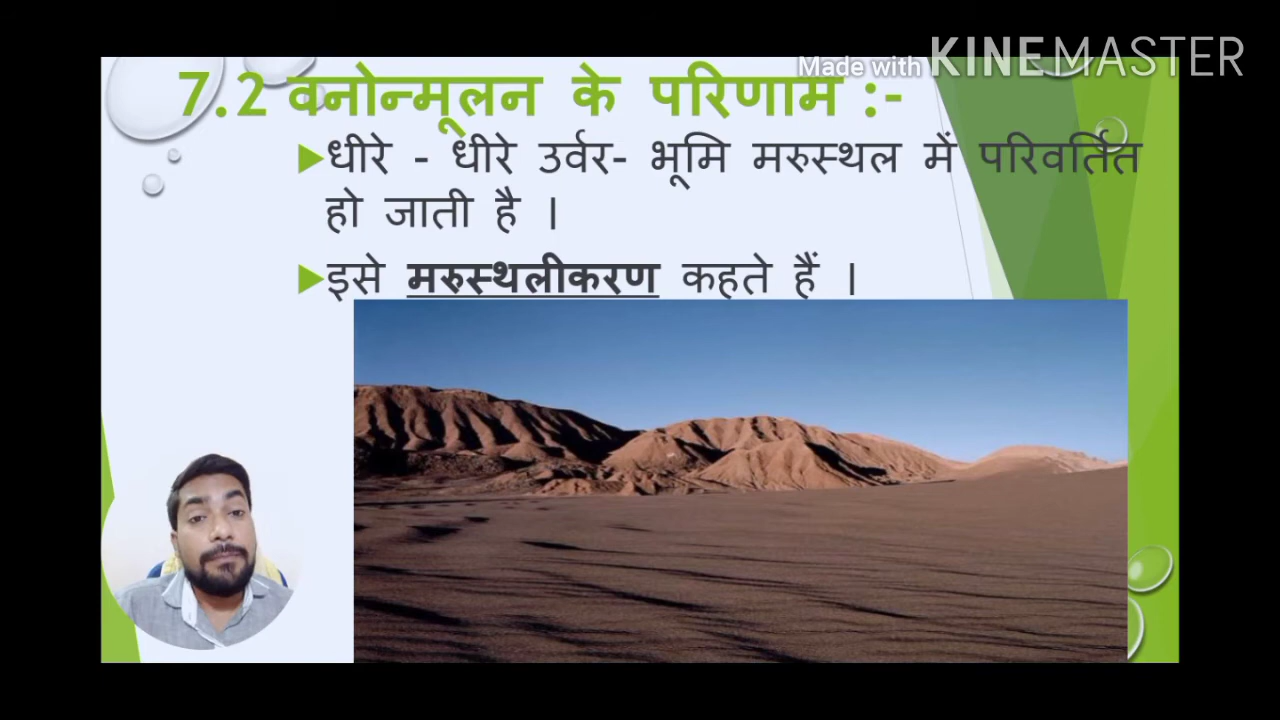 Made with KINEMASTER
7.2 वनोन्मूलन के परिणाम :-
धीरे - धीरे उर्वर- भूमि मरुस्थल में परिवर्तित
हो जाती है ।
इसे मरुस्थलीकरण कहते हैं ।